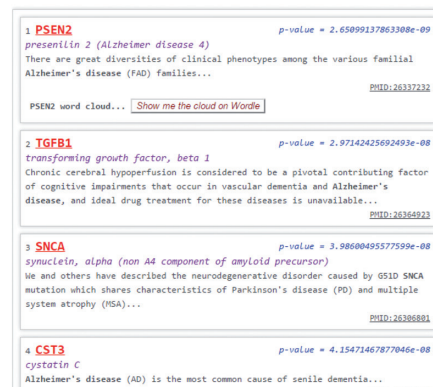 1 PSEN2 p-value = 2.65099137863308e-09
presenilin 2 (Alzheimer disease 4)
There are great diversities of clinical phenotypes among the various familial
Alzheimer's disease (FAD) families...
PMID:26337232
PSEN2 word cloud... Show me the cloud on Wordle
2 TGFB1 p-value = 2.97142425692493e-08
transforming growth factor, beta 1
Chronic cerebral hypoperfusion is considered to be a pivotal contributing factor
of cognitive impairments that occur in vascular dementia and Alzheimer's
disease, and ideal drug treatment for these diseases is unavailable...
PMID:26364923
3 SNCA p-value = 3.98600495577599e-08
synuclein, alpha (non A4 component of amyloid precursor)
We and others have described the neurodegenerative disorder caused by G51D SNCA
mutation which shares characteristics of Parkinson's disease (PD) and multiple
system atrophy (MSA)...
PMID:26306801
4 CST3 p-value = 4.15471467877046e-08
cystatin C
Alzheimer's disease (AD) is the most common cause of senile dementia...